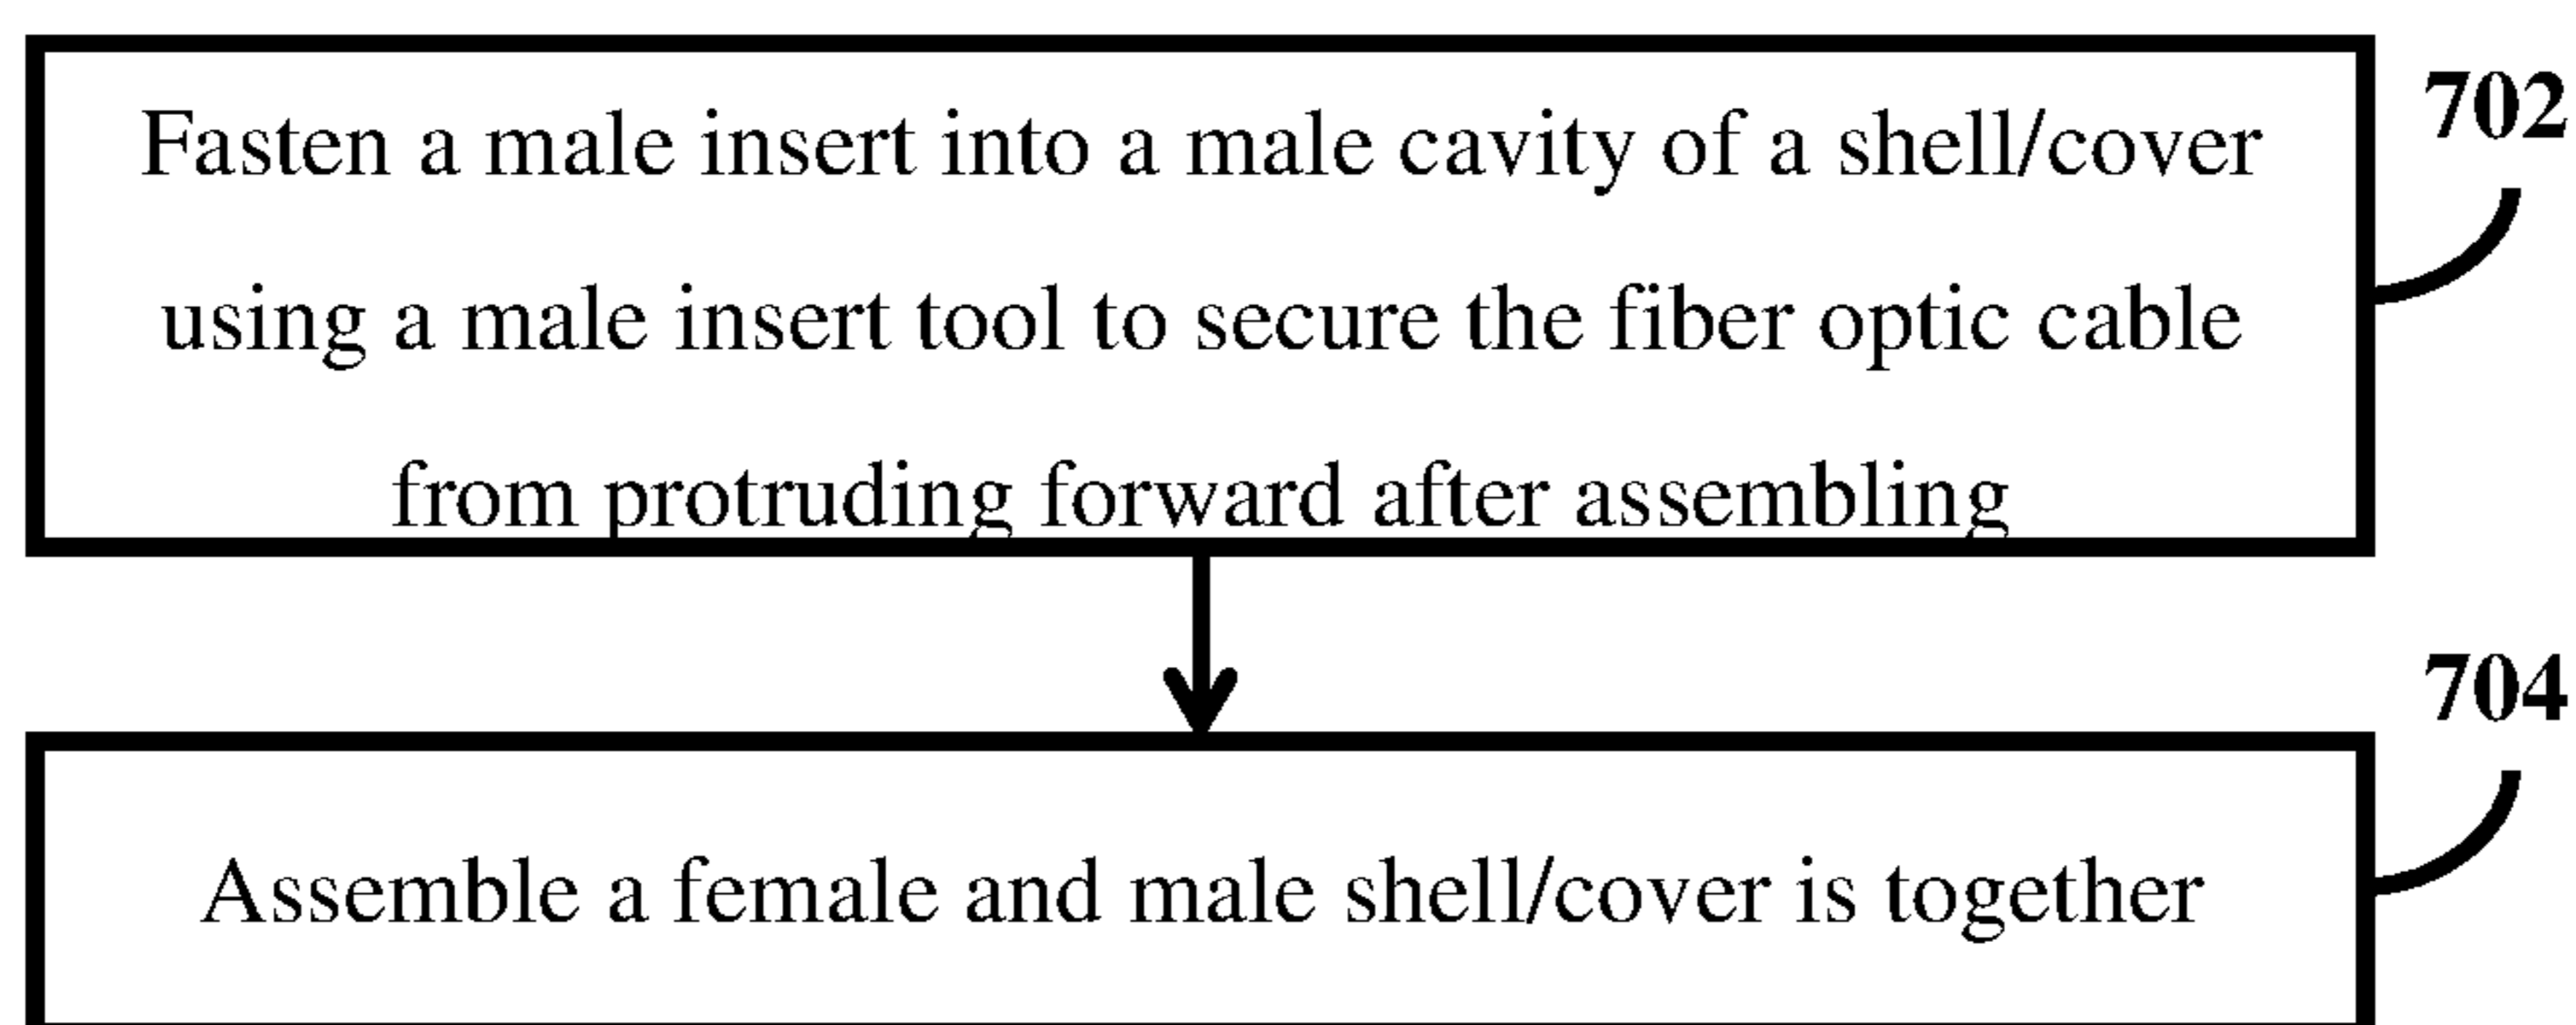 Fasten a male insert into a male cavity of a shell/cover
702
using a male insert tool to secure the fiber optic cable
from protruding forward after assembling
704
Assemble a female and male shell/cover is together